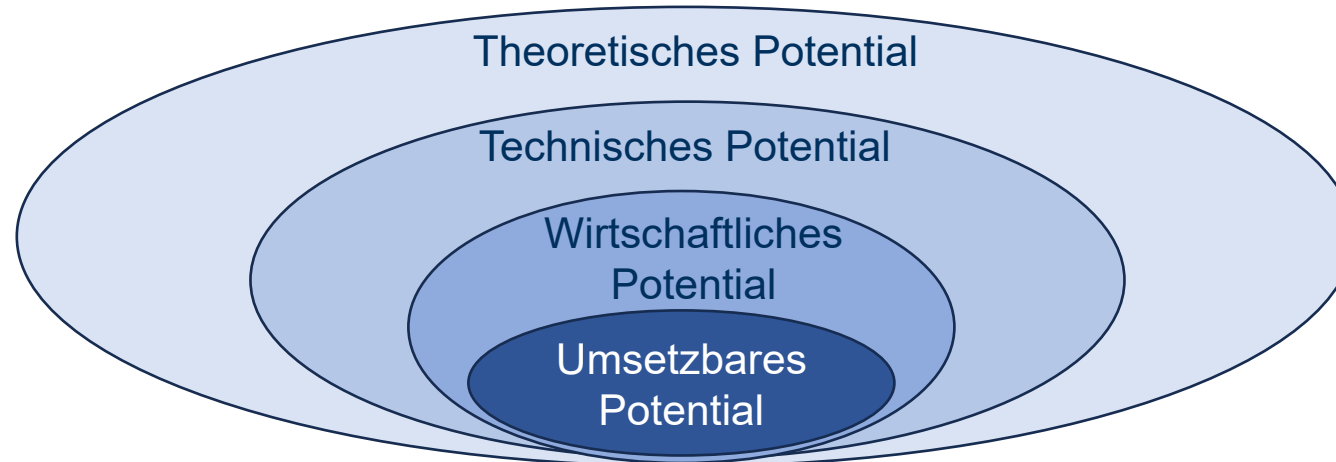 Theoretisches Potential
Technisches Potential
Wirtschaftliches
Potential
Umsetzbares
Potential